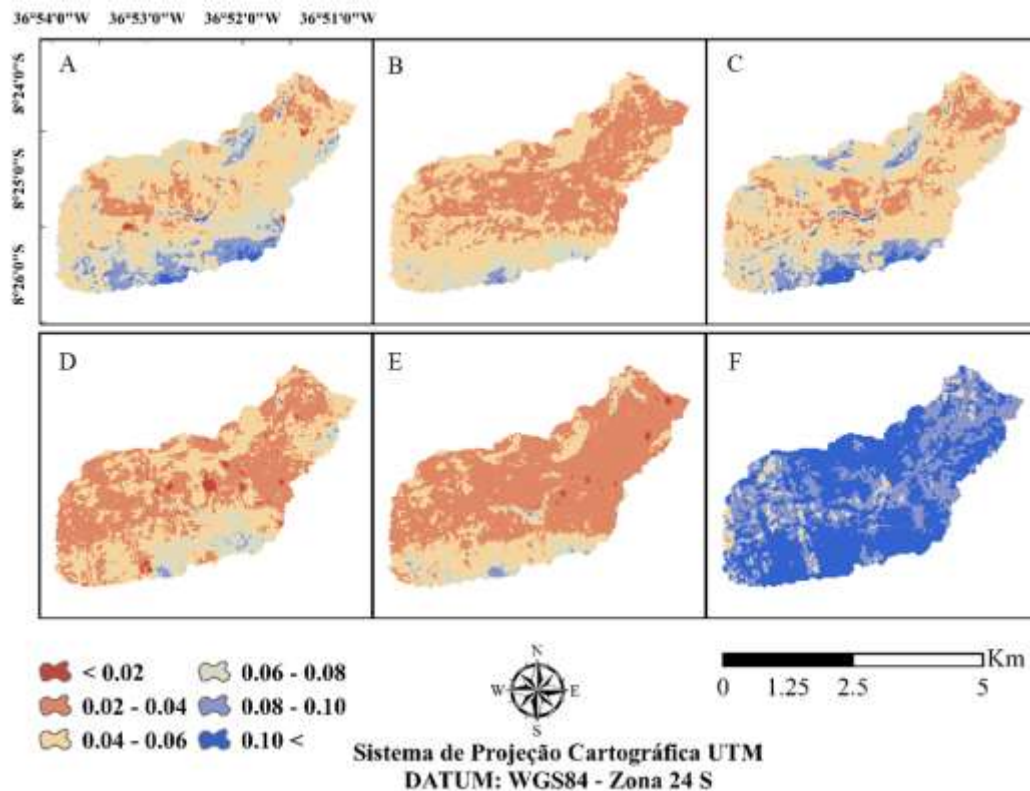 36°54'0"W 36°53'0"W 36°52'0"W 36°51'0"W
8°24'0"S
8°25'0"S
8°26'0"S
A
B
C
D
E
F
< 0.02
0.06 - 0.08
0.02 - 0.04
0.08 - 0.10
0.04 - 0.06
0.10 <
N
W
E
S
Km
0 1.25 2.5 5
Sistema de Projeção Cartográfica UTM
DATUM: WGS84 - Zona 24 S